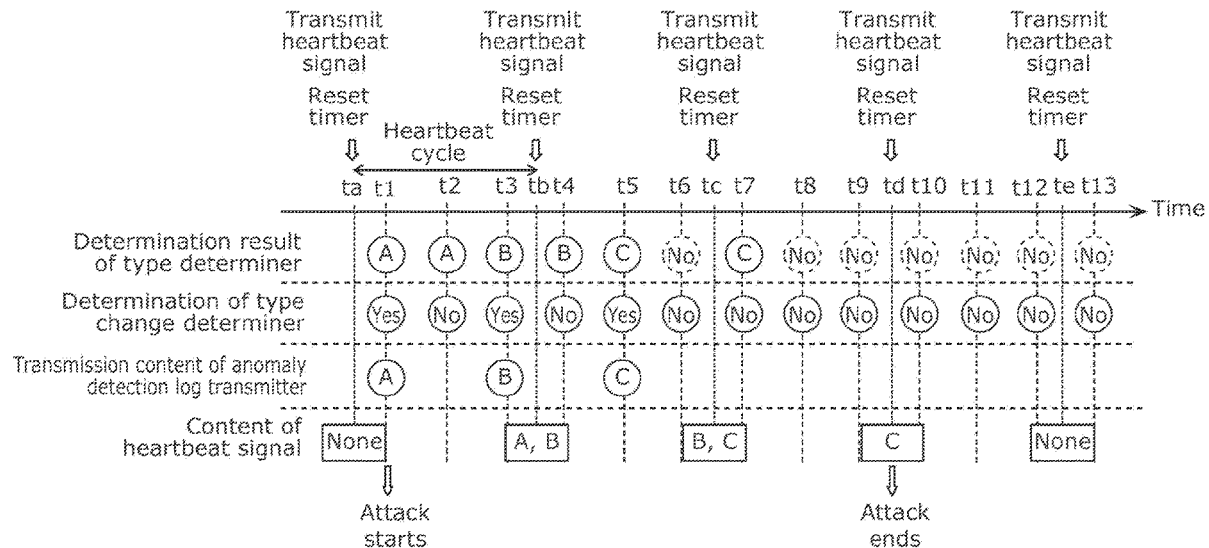 Transmit Transmit Transmit Transmit Transmit
heartbeat heartbeat heartbeat heartbeat heartbeat
signal signal signal signal signal
Reset Reset Reset Reset Reset
timer timer timer timer timer
Heartbeat
cycle
ta t1 t2 t3 tb t4 t5 t6 tc t7 t8 t9 td t10 t11 t12 te t13
Time
Determination result
of type determiner
A A B B C No C No No No No No No
Determination of type
change determiner
Yes No Yes No Yes No No No No No No No No
Transmission content of anomaly
detection log transmitter
A B C
Content of
heartbeat signal
None A, B B, C C None
Attack
starts
Attack
ends